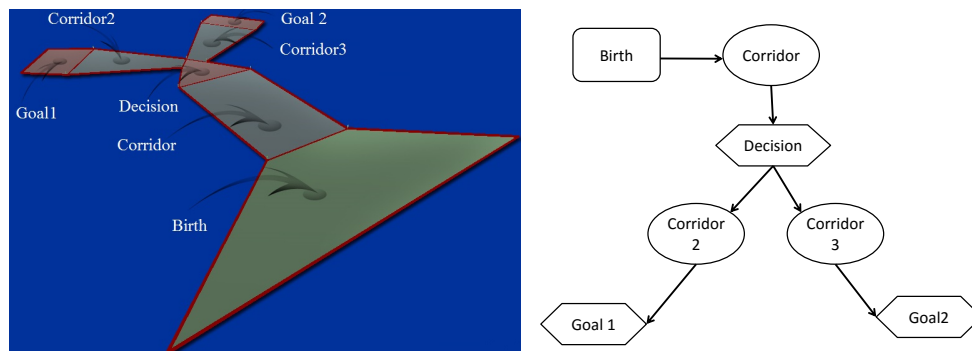 Corridor2
Goal 2
Corridor3
Goal1
Decision
Corridor
Birth
Birth
Corridor
Decision
Corridor
2
Corridor
3
Goal 1
Goal2